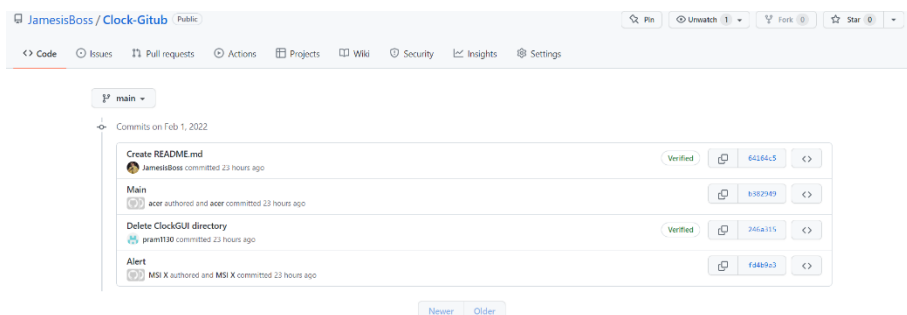 JamesisBoss / Clock-Gitub Public Pin Unwatch 1 Fork 0 Star 0
<> Code Issues Pull requests Actions Projects Wiki Security Insights Settings
main
Commits on Feb 1, 2022
Create README.md
JamesisBoss committed 23 hours ago
Verified 64164c5
Main
acer authored and acer committed 23 hours ago
b382949
Delete ClockGUI directory
pram1130 committed 23 hours ago
Verified 246a315
Alert
MSI X authored and MSI X committed 23 hours ago
fd4b9a3
Newer Older